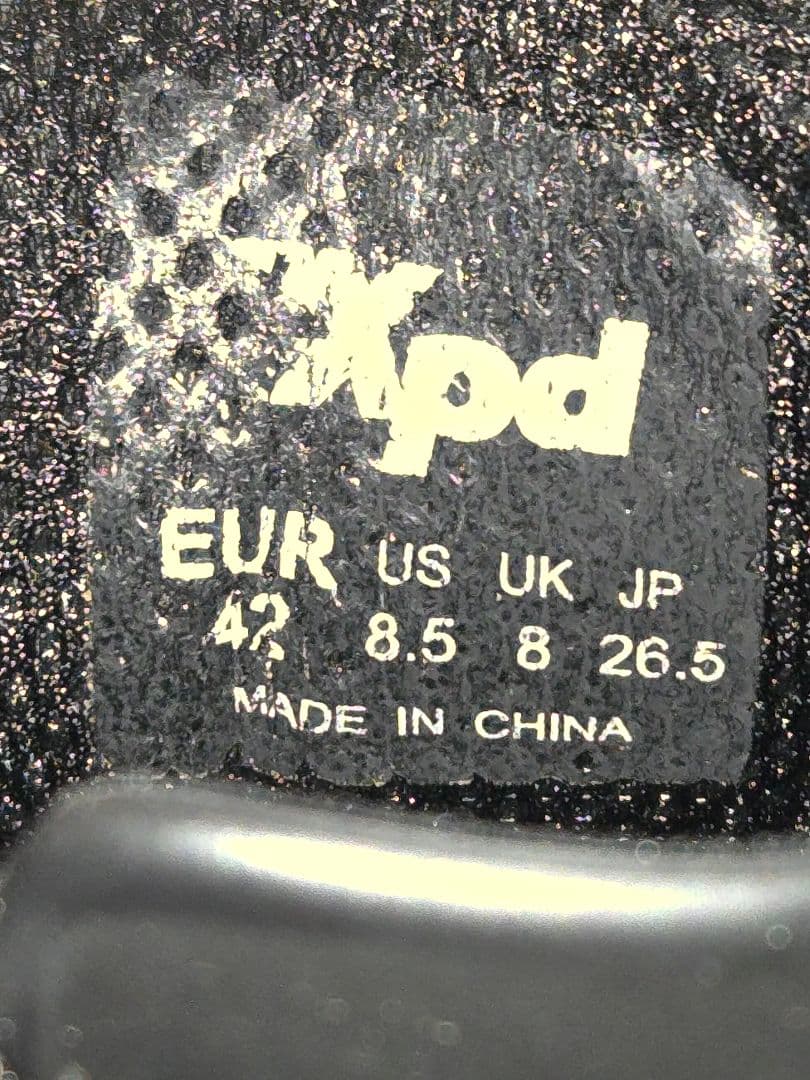 Xpd
EUR US UK JP
42 8.5 8 26.5
MADE IN CHINA